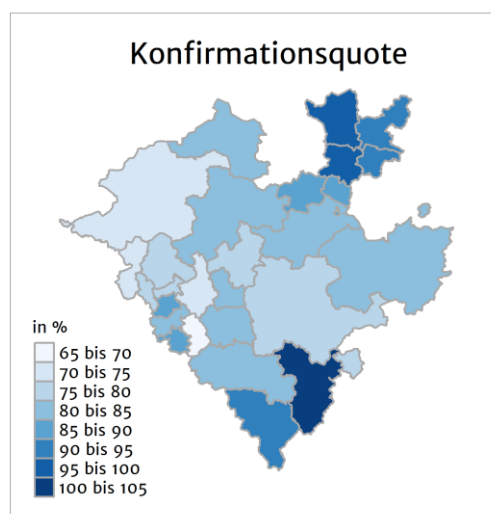 Konfirmationsquote
in %
65 bis 70
70 bis 75
75 bis 80
80 bis 85
85 bis 90
90 bis 95
95 bis 100
100 bis 105